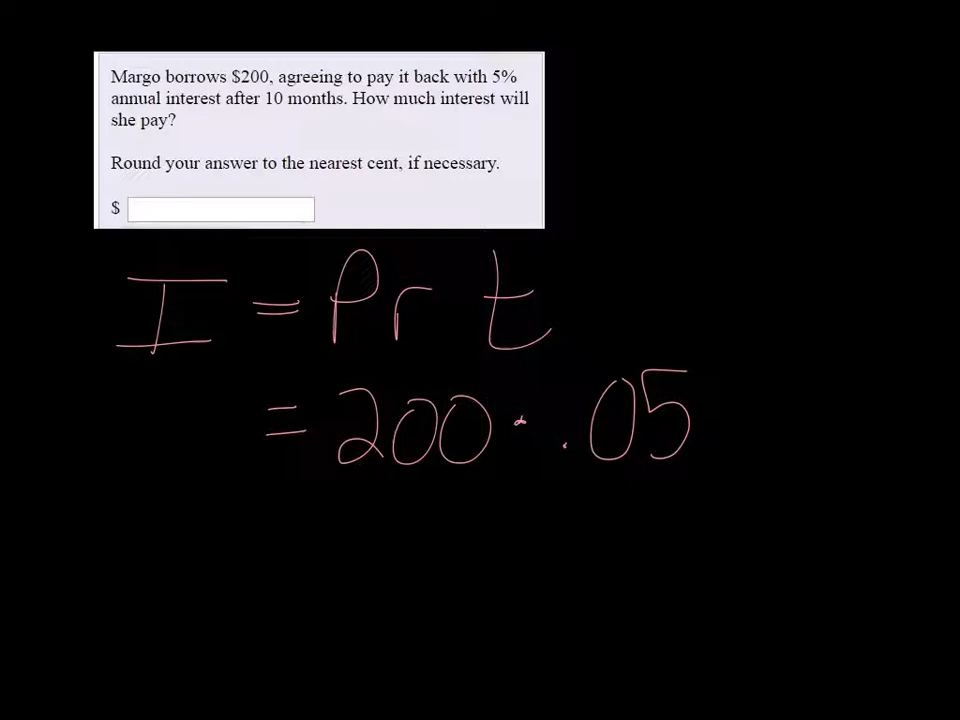 Margo borrows $200, agreeing to pay it back with 5%
annual interest after 10 months. How much interest will
she pay?
Round your answer to the nearest cent, if necessary.
$
I = Prt
= 200 · .05